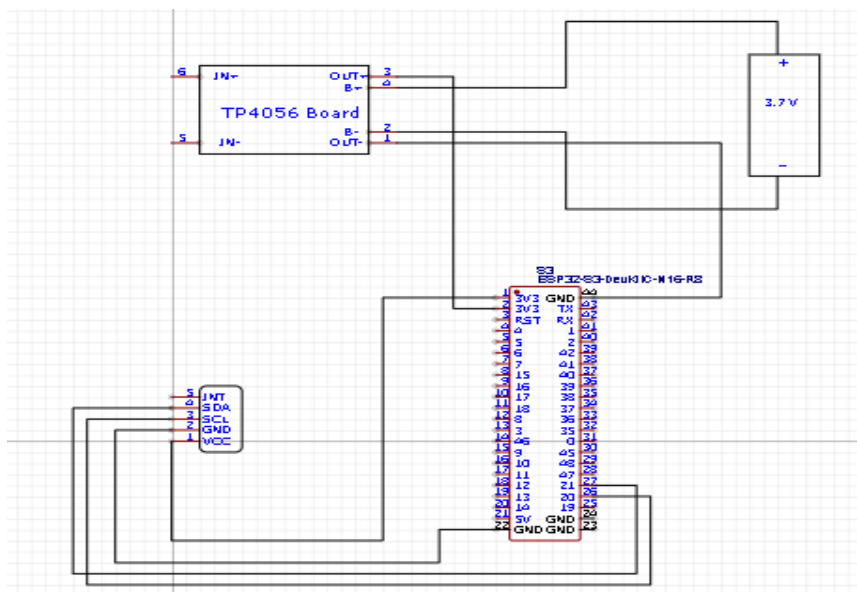 6 IN+ OUT+ 3
B+ 4
TP4056 Board
B- 2
5 IN- OUT- 1
+
3.7V
-
S3
ESP32-S3-DevKitC-N16-R8
1 3V3 GND 44
2 3V3 TX 43
3 RST RX 42
4 4 1 41
5 5 2 40
6 6 42 39
7 7 41 38
8 15 40 37
9 16 39 36
10 17 38 35
11 18 37 34
12 8 36 33
13 3 35 32
14 46 0 31
15 9 45 30
16 10 48 29
17 11 47 28
18 12 21 27
19 13 20 26
20 14 19 25
21 5V GND 24
22 GND GND 23
5 INT
4 SDA
3 SCL
2 GND
1 VCC